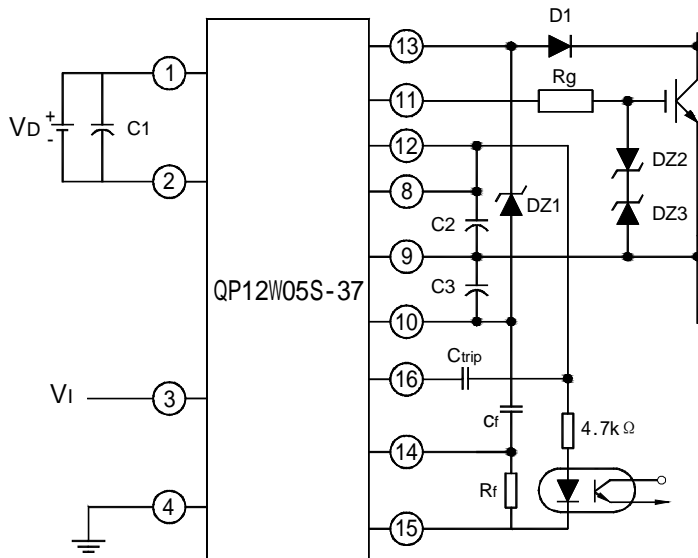 D1
13
Rg
1
11
VD
+
-
C1
12
8
DZ2
2
C2
DZ1
DZ3
9
QP12W05S-37
C3
10
Ctrip
VI
3
16
cf
4.7kΩ
14
Rf
4
15